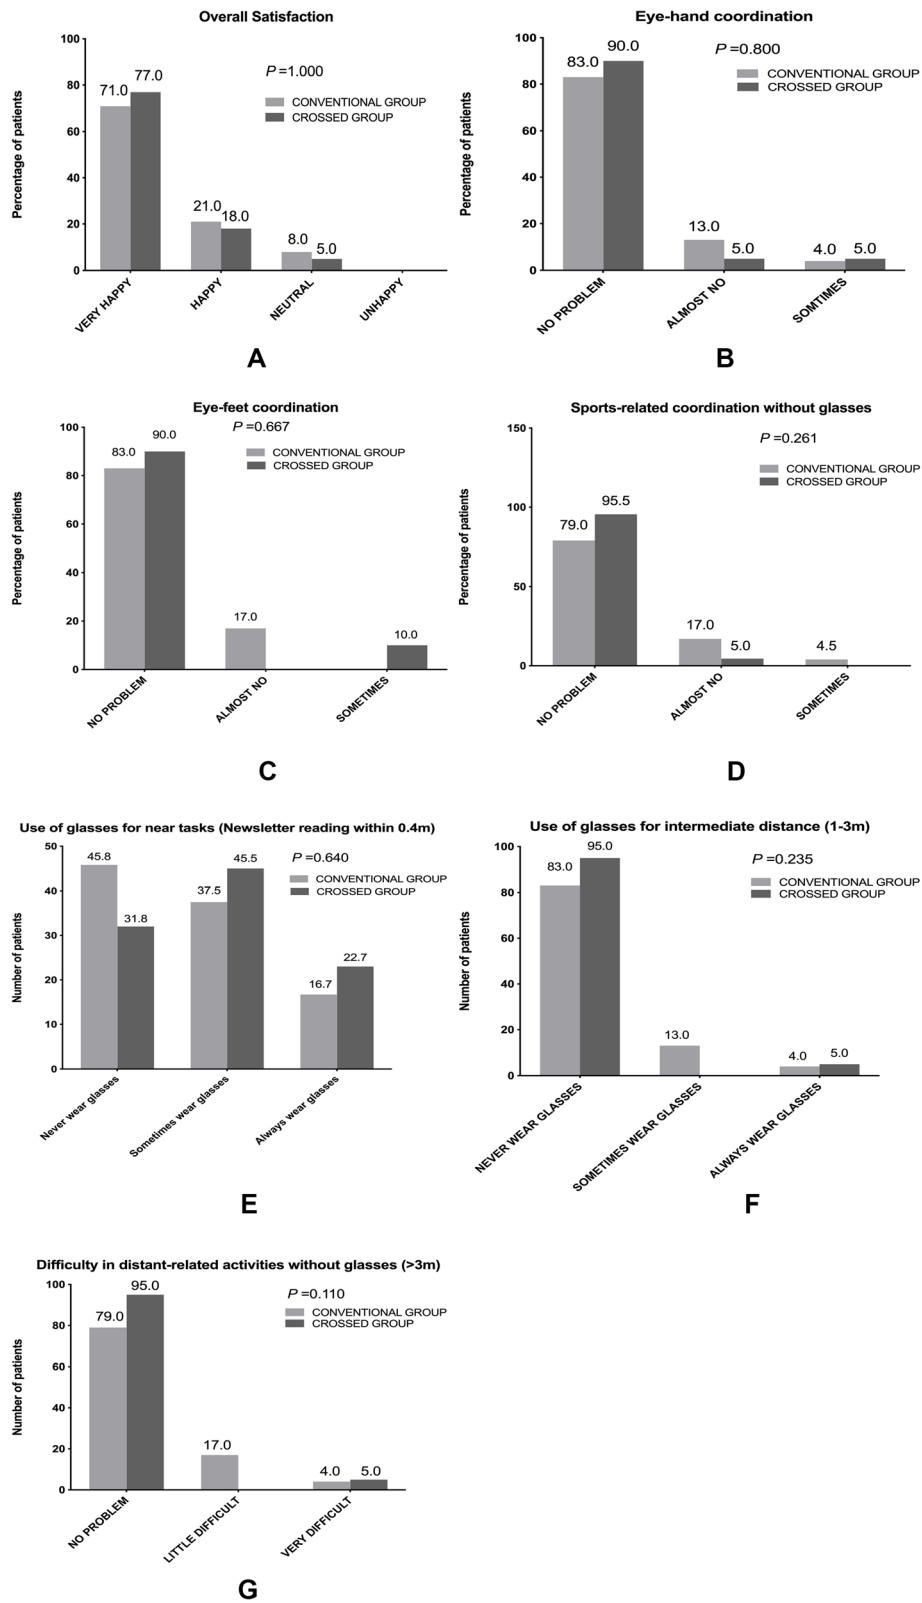 Overall Satisfaction
Percentage of patients
100
80
60
40
20
0
71.0
77.0
21.0
18.0
8.0
5.0
P =1.000
CONVENTIONAL GROUP
CROSSED GROUP
VERY HAPPY
HAPPY
NEUTRAL
UNHAPPY
A
Eye-hand coordination
Percentage of patients
100
80
60
40
20
0
83.0
90.0
13.0
5.0
4.0
5.0
P =0.800
CONVENTIONAL GROUP
CROSSED GROUP
NO PROBLEM
ALMOST NO
SOMTIMES
B
Eye-feet coordination
Percentage of patients
100
80
60
40
20
0
83.0
90.0
17.0
10.0
P =0.667
CONVENTIONAL GROUP
CROSSED GROUP
NO PROBLEM
ALMOST NO
SOMETIMES
C
Sports-related coordination without glasses
Percentage of patients
150
100
50
0
79.0
95.5
17.0
5.0
4.5
P =0.261
CONVENTIONAL GROUP
CROSSED GROUP
NO PROBLEM
ALMOST NO
SOMETIMES
D
Use of glasses for near tasks (Newsletter reading within 0.4m)
Number of patients
50
40
30
20
10
0
45.8
31.8
37.5
45.5
16.7
22.7
P =0.640
CONVENTIONAL GROUP
CROSSED GROUP
Never wear glasses
Sometimes wear glasses
Always wear glasses
E
Use of glasses for intermediate distance (1-3m)
Number of patients
100
80
60
40
20
0
83.0
95.0
13.0
4.0
5.0
P =0.235
CONVENTIONAL GROUP
CROSSED GROUP
NEVER WEAR GLASSES
SOMETIMES WEAR GLASSES
ALWAYS WEAR GLASSES
F
Difficulty in distant-related activities without glasses (>3m)
Number of patients
100
80
60
40
20
0
79.0
95.0
17.0
4.0
5.0
P =0.110
CONVENTIONAL GROUP
CROSSED GROUP
NO PROBLEM
LITTLE DIFFICULT
VERY DIFFICULT
G